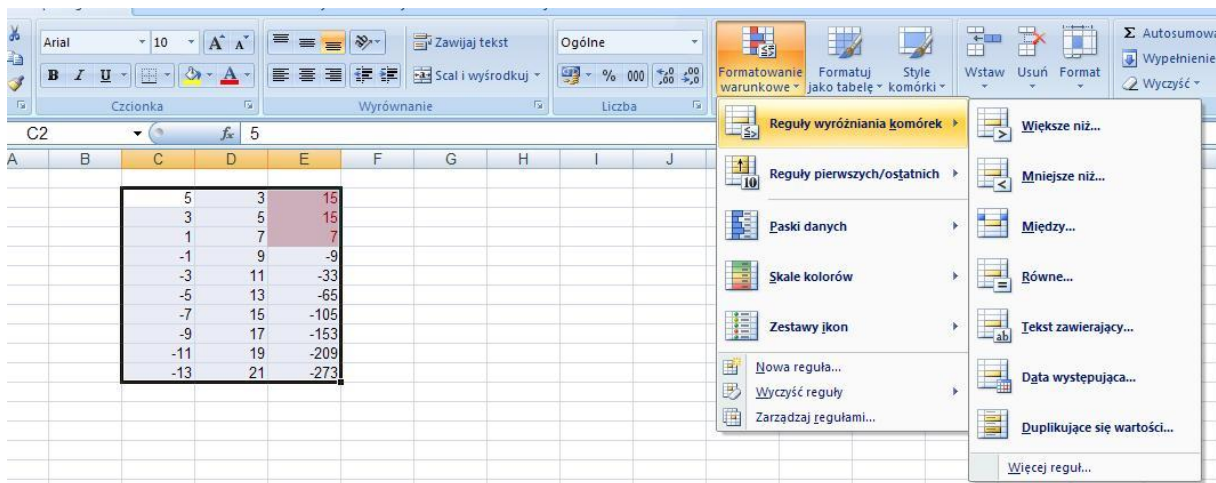 Arial 10 A A Zawijaj tekst Ogólne Σ Autosumowa
B I U A Scal i wyśrodkuj % 000 ,00 ,00 Formatowanie warunkowe Formatuj jako tabelę Style komórki Wstaw Usuń Format Wypełnienie
Wyczyść
Czcionka Wyrównanie Liczba
C2 fx 5
A B C D E F G H I J
5 3 15
3 5 15
1 7 7
-1 9 -9
-3 11 -33
-5 13 -65
-7 15 -105
-9 17 -153
-11 19 -209
-13 21 -273
Reguły wyróżniania komórek
10 Reguły pierwszych/ostatnich
Paski danych
Skale kolorów
Zestawy ikon
Nowa reguła...
Wyczyść reguły
Zarządzaj regułami...
Większe niż...
Mniejsze niż...
Między...
Równe...
ab Tekst zawierający...
Data występująca...
Duplikujące się wartości...
Więcej reguł...